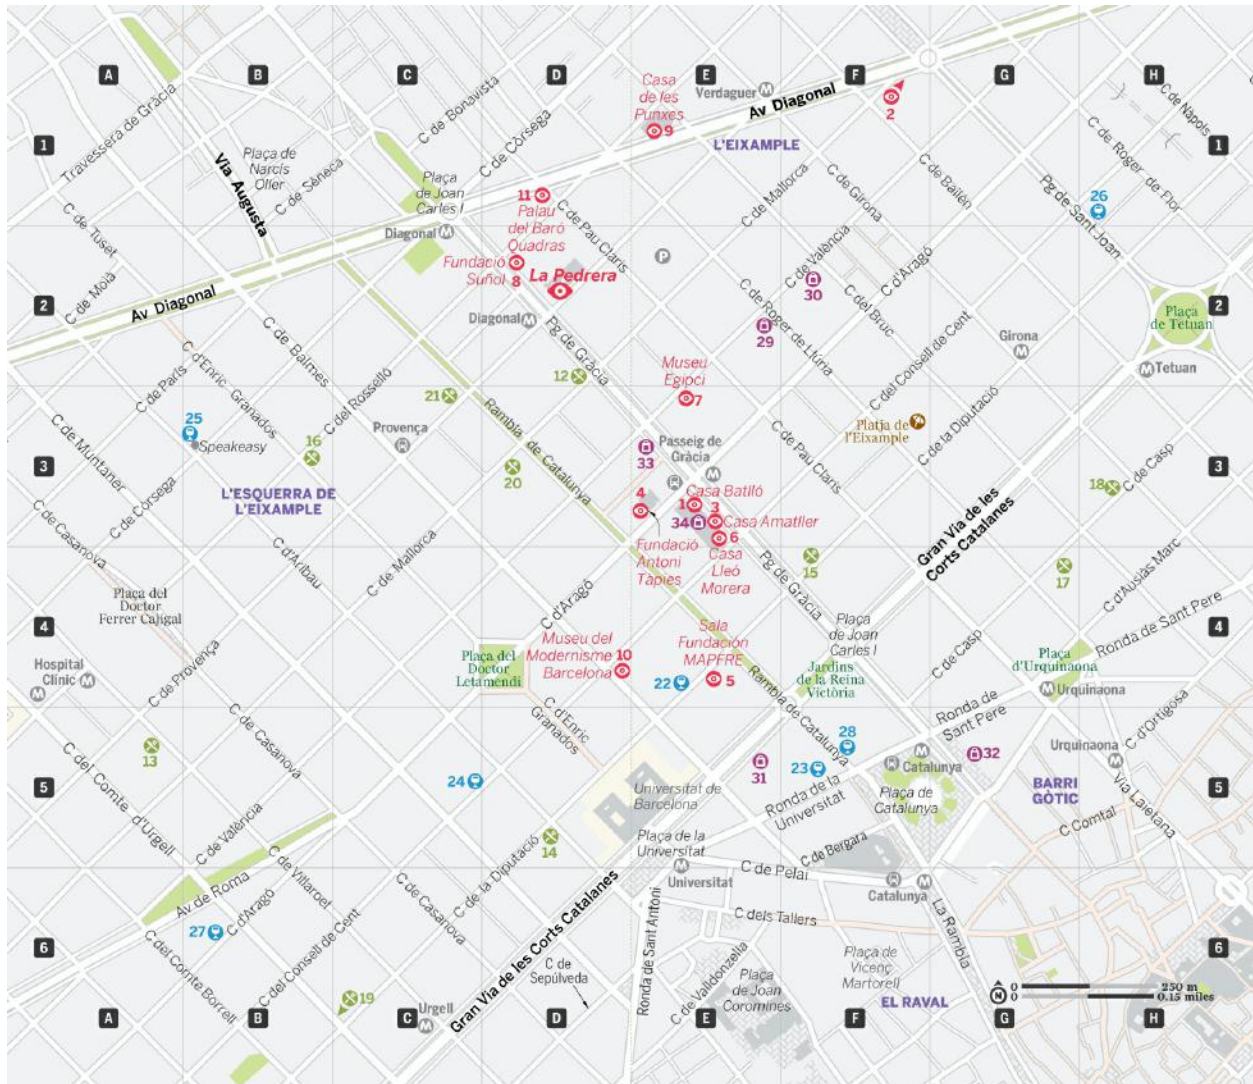 A
B
C
D
E
F
G
H
1
2
3
4
5
6
Travessera de Gràcia
Via Augusta
Plaça de
Narcís
Oller
C de Sèneca
C de Bonavista
C de Còrsega
Plaça
de Joan
Carles I
Diagonal M
Casa
de les
Punxes
9
Verdaguer M
Av Diagonal
L'EIXAMPLE
2
C de Nàpols
C de Roger de Flor
26
Pg de Sant Joan
C de Bailèn
C de Girona
C de Mallorca
11
Palau
del Baró
Quadras
C de Pau Claris
Fundació
Suñol 8
La Pedrera
Diagonal M
P
C de València
30
C d'Aragó
C del Bruc
C de Roger de Llúria
29
C del Consell de Cent
Girona
M
Plaça
de Tetuan
M Tetuan
C de Tuset
C de Moià
Av Diagonal
C de París
C d'Enric
Granados
C de Balmes
C del Rosselló
21
12
Pg de Gràcia
Museu
Egipci
7
Platja de
l'Eixample
C de la Diputació
C de Pau Claris
25
Speakeasy
16
Provença
Rambla de Catalunya
20
33
Passeig de
Gràcia
M
18
C de Casp
C de Muntaner
C de Còrsega
C de Casanova
L'ESQUERRA DE
L'EIXAMPLE
4
1
Casa Batlló
3
34
Casa Amatller
6
Fundació
Antoni
Tàpies
Casa
Lleó
Morera
Gran Via de les
Corts Catalanes
15
17
Pg de Gràcia
C d'Aribau
C de Mallorca
C d'Aragó
C d'Ausiàs Marc
Ronda de Sant Pere
Plaça del
Doctor
Ferrer Cajigal
C de Provença
Hospital
Clínic M
M
Plaça del
Doctor
Letamendi
Museu del
Modernisme 10
Barcelona
Sala
Fundación
MAPFRE
22
5
Plaça
de Joan
Carles I
Jardins
de la Reina
Victòria
C de Casp
Plaça
d'Urquinaona
M Urquinaona
Rambla de Catalunya
Ronda de
Sant Pere
C d'Ortigosa
C de Casanova
C d'Enric
Granados
13
C del Comte d'Urgell
24
Universitat de
Barcelona
31
23
28
M
Catalunya
32
Urquinaona
M
BARRI
GÒTIC
Plaça de
Catalunya
Ronda de la
Universitat
Via Laietana
C Comtal
C de València
14
Plaça de la
Universitat
C de Bergara
C de Villaroel
C de la Diputació
M
Universitat
C de Pelai
Catalunya M
Av de Roma
C d'Aragó
C de Casanova
C dels Tallers
La Rambla
27
C del Consell de Cent
C del Comte Borrell
Gran Via de les Corts Catalanes
C de
Sepúlveda
Ronda de Sant Antoni
C de Valldonzella
Plaça
de Joan
Coromines
Plaça de
Vicenç
Martorell
EL RAVAL
19
Urgell
M
N
0 250 m
0 0.15 miles
A
B
C
D
E
F
G
H
1
2
3
4
5
6